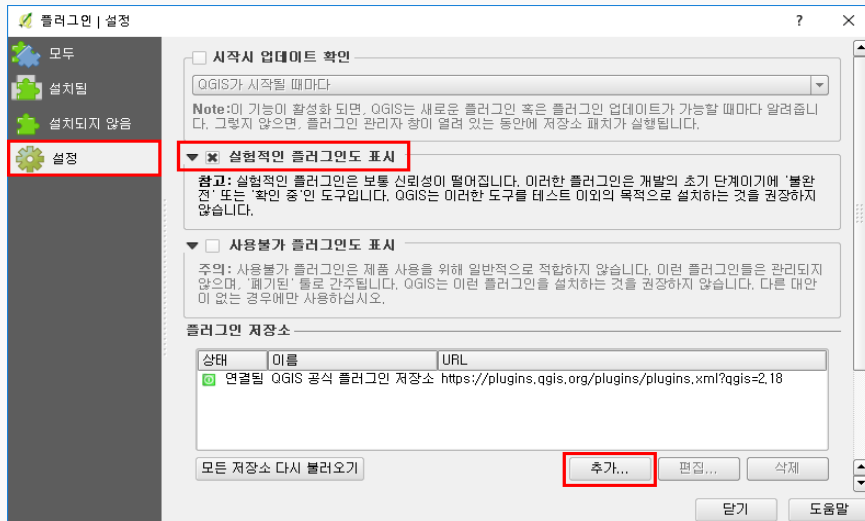 플러그인 | 설정
모두
설치됨
설치되지 않음
설정
시작시 업데이트 확인
QGIS가 시작될 때마다
Note:이 기능이 활성화 되면, QGIS는 새로운 플러그인 혹은 플러그인 업데이트가 가능할 때마다 알려줍니
다. 그렇지 않으면, 플러그인 관리자 창이 열려 있는 동안에 저장소 패치가 실행됩니다.
실험적인 플러그인도 표시
참고: 실험적인 플러그인은 보통 신뢰성이 떨어집니다. 이러한 플러그인은 개발의 초기 단계이기에 '불완
전' 또는 '확인 중'인 도구입니다. QGIS는 이러한 도구를 테스트 이외의 목적으로 설치하는 것을 권장하지
않습니다.
사용불가 플러그인도 표시
주의: 사용불가 플러그인은 제품 사용을 위해 일반적으로 적합하지 않습니다. 이런 플러그인들은 관리되지
않으며, '폐기된' 툴로 간주됩니다. QGIS는 이런 플러그인을 설치하는 것을 권장하지 않습니다. 다른 대안
이 없는 경우에만 사용하십시오.
플러그인 저장소
상태 이름 URL
연결됨 QGIS 공식 플러그인 저장소 https://plugins.qgis.org/plugins/plugins.xml?qgis=2.18
모든 저장소 다시 불러오기 추가... 편집... 삭제
닫기 도움말